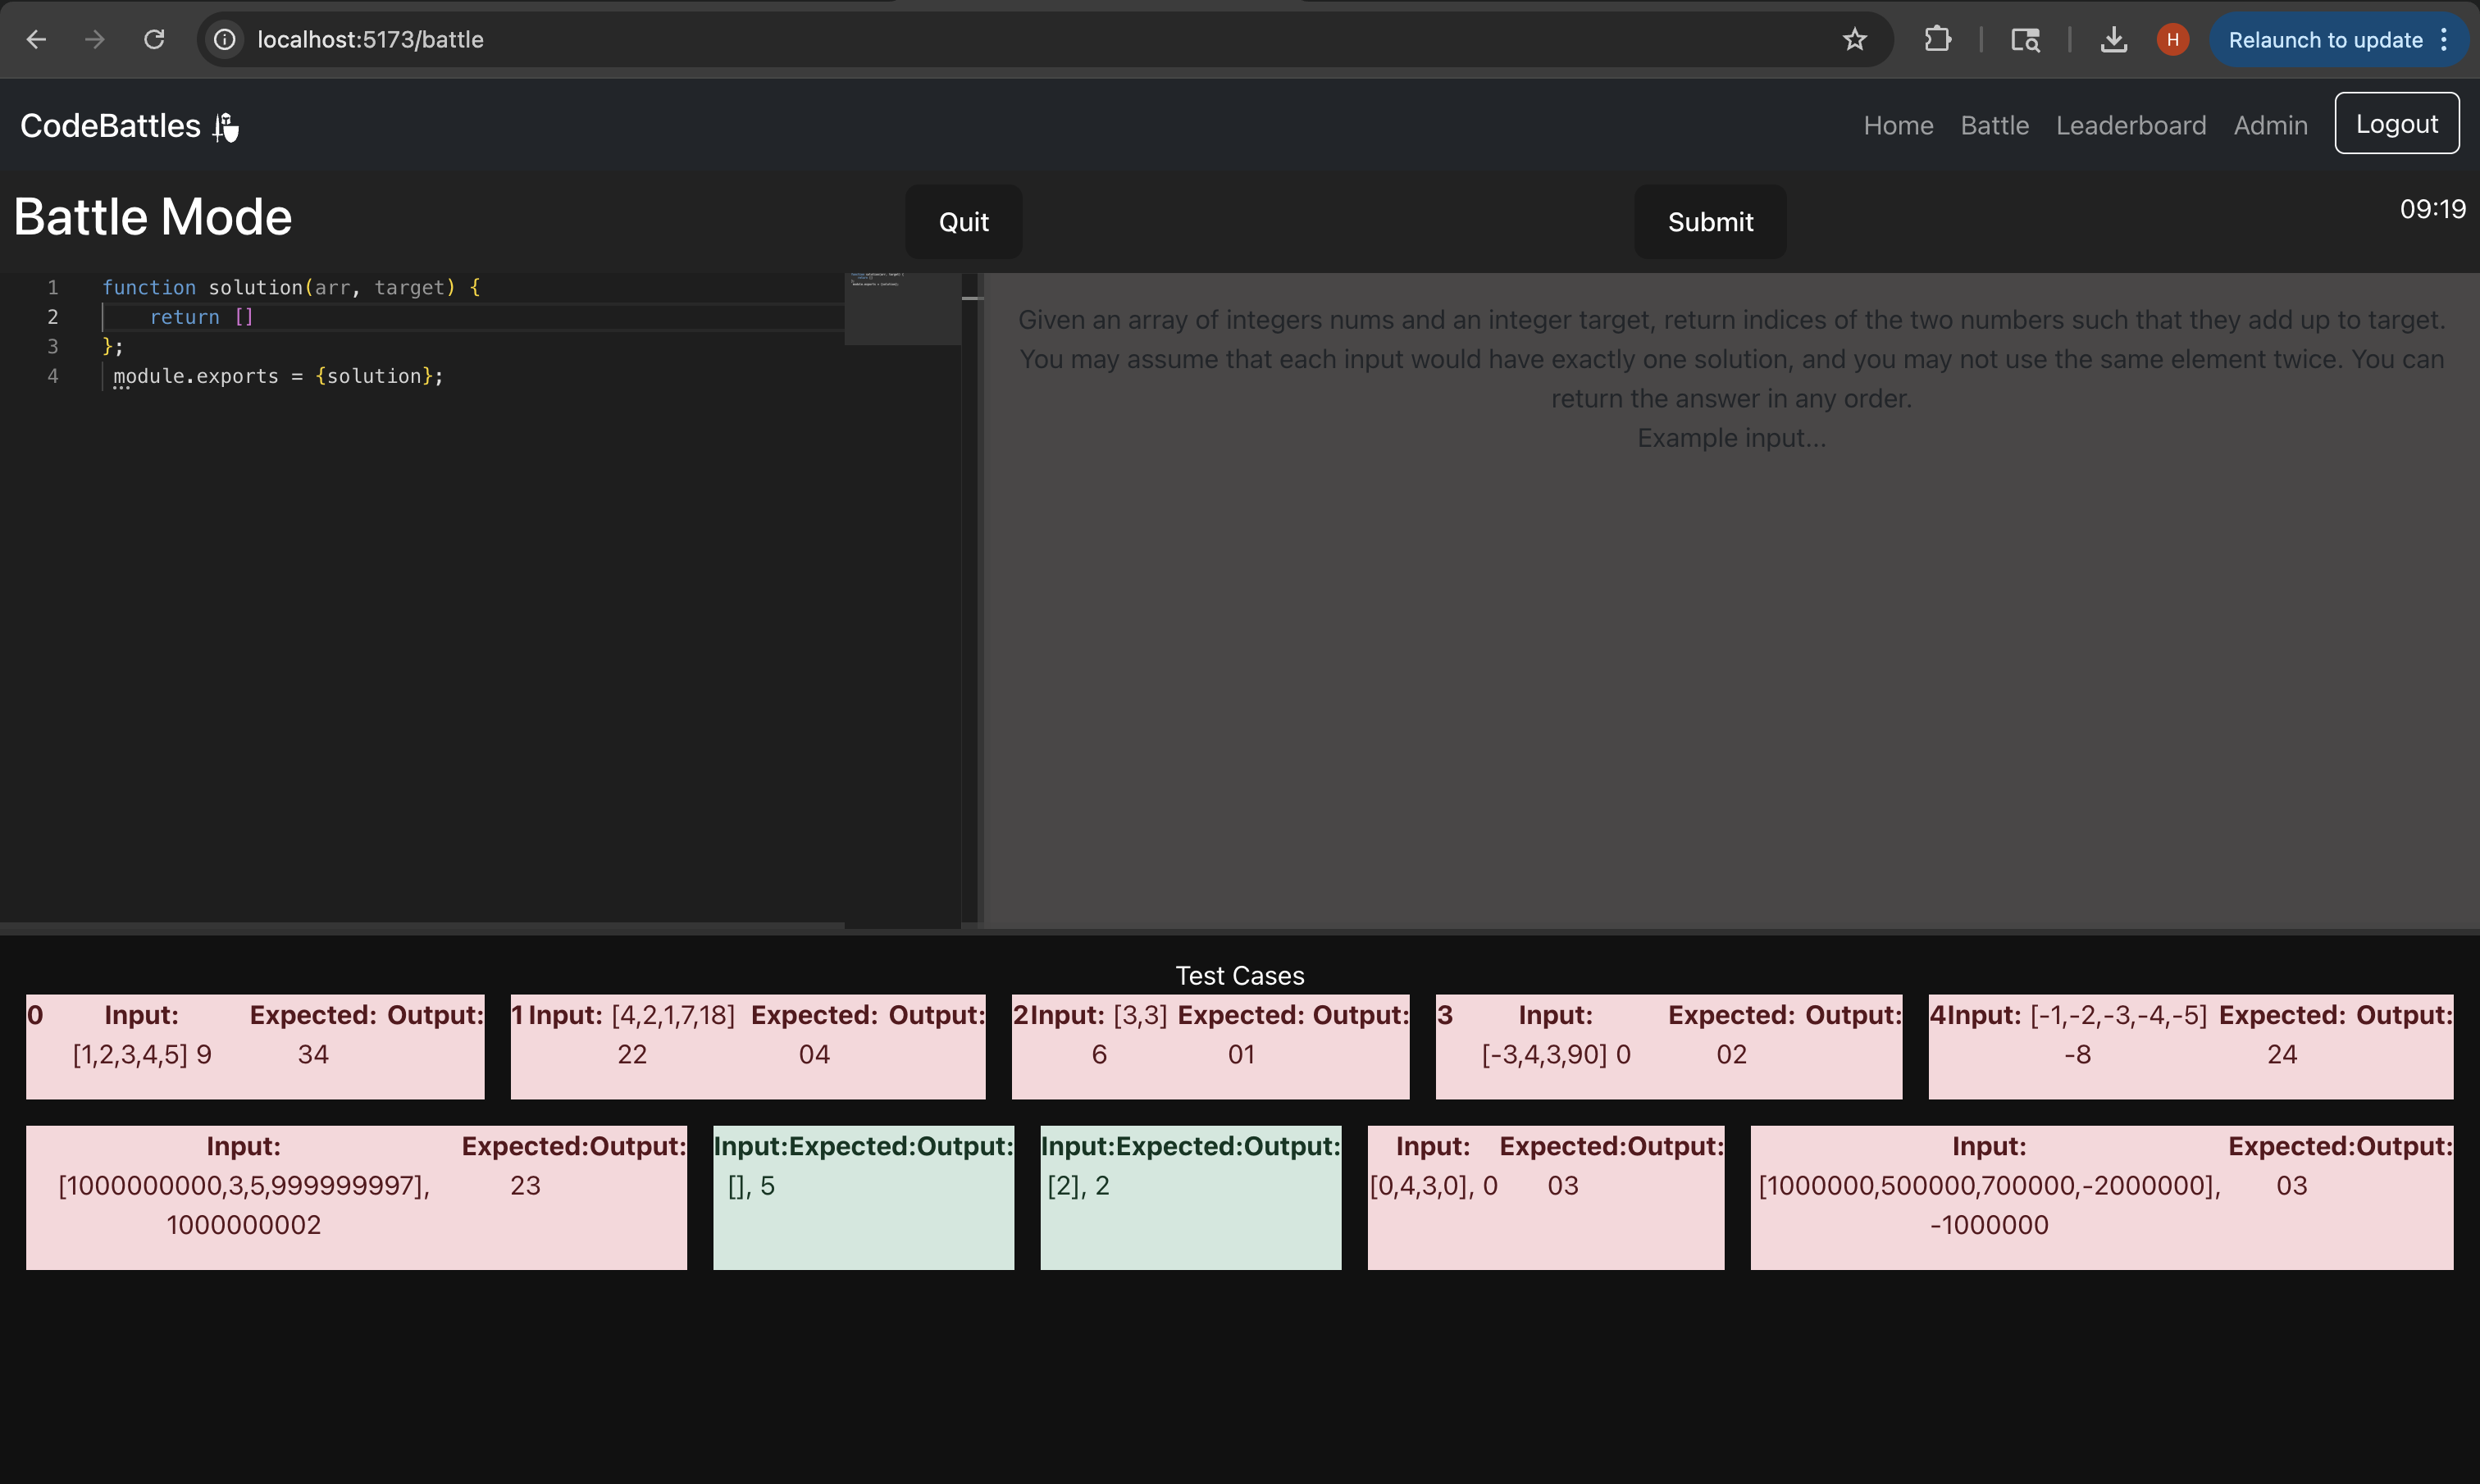 localhost:5173/battle
H
Relaunch to update
CodeBattles
Home Battle Leaderboard Admin Logout
Battle Mode
Quit
Submit
09:19
1 function solution(arr, target) {
2 return []
3 };
4 module.exports = {solution};
Given an array of integers nums and an integer target, return indices of the two numbers such that they add up to target.
You may assume that each input would have exactly one solution, and you may not use the same element twice. You can
return the answer in any order.
Example input...
Test Cases
0 Input: Expected: Output:
[1,2,3,4,5] 9 34
1 Input: [4,2,1,7,18] Expected: Output:
22 04
2 Input: [3,3] Expected: Output:
6 01
3 Input: Expected: Output:
[-3,4,3,90] 0 02
4 Input: [-1,-2,-3,-4,-5] Expected: Output:
-8 24
Input: Expected: Output:
[1000000000,3,5,999999997], 23
1000000002
Input: Expected: Output:
[], 5
Input: Expected: Output:
[2], 2
Input: Expected: Output:
[0,4,3,0], 0 03
Input: Expected: Output:
[1000000,500000,700000,-2000000], 03
-1000000